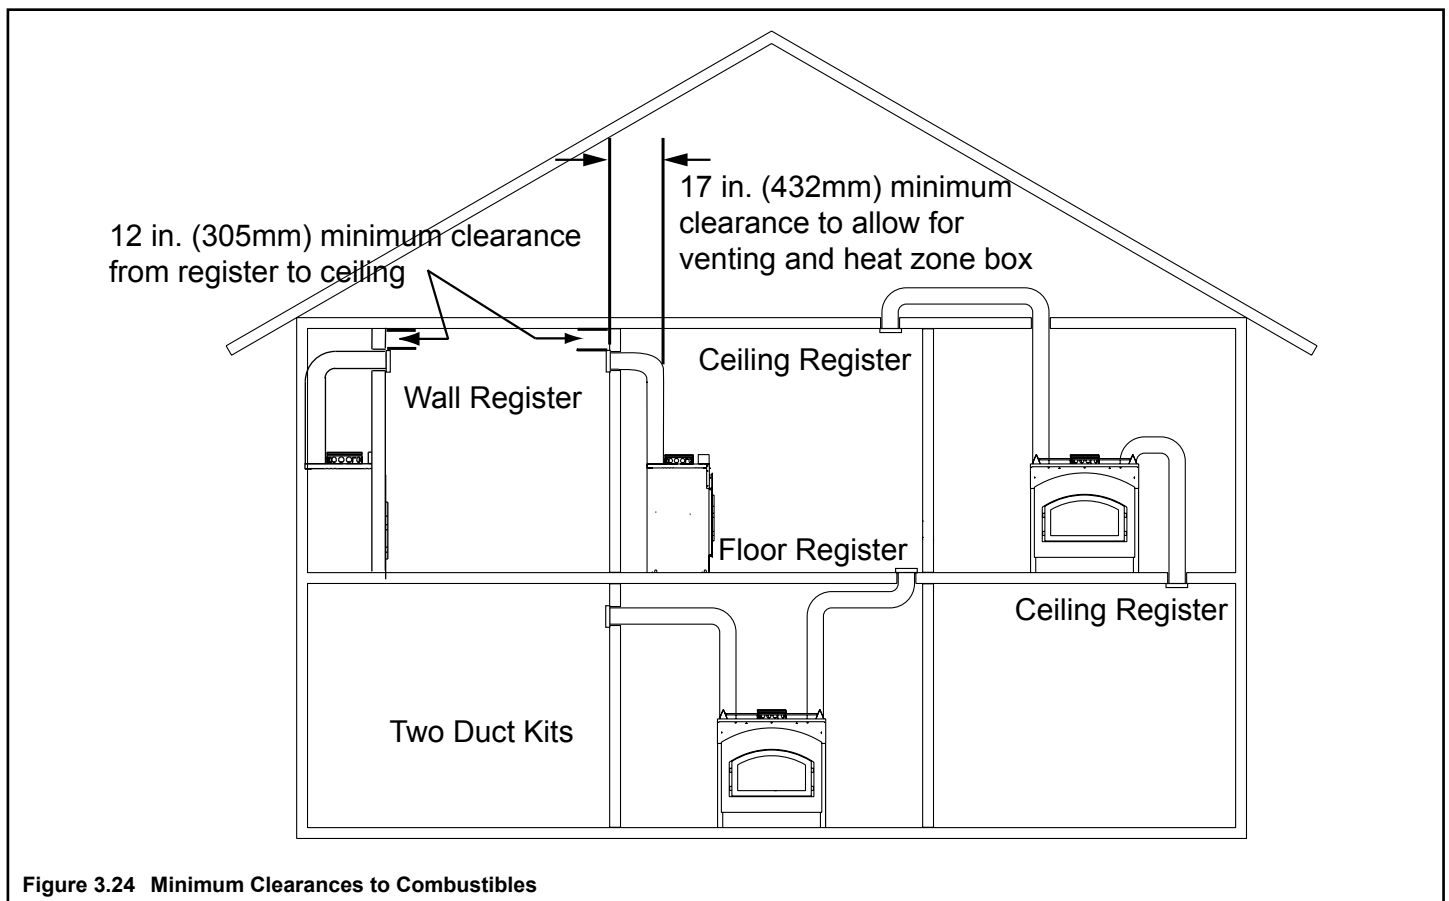 17 in. (432mm) minimum
clearance to allow for
venting and heat zone box
12 in. (305mm) minimum clearance
from register to ceiling
Ceiling Register
Wall Register
Floor Register
Ceiling Register
Two Duct Kits
Figure 3.24 Minimum Clearances to Combustibles